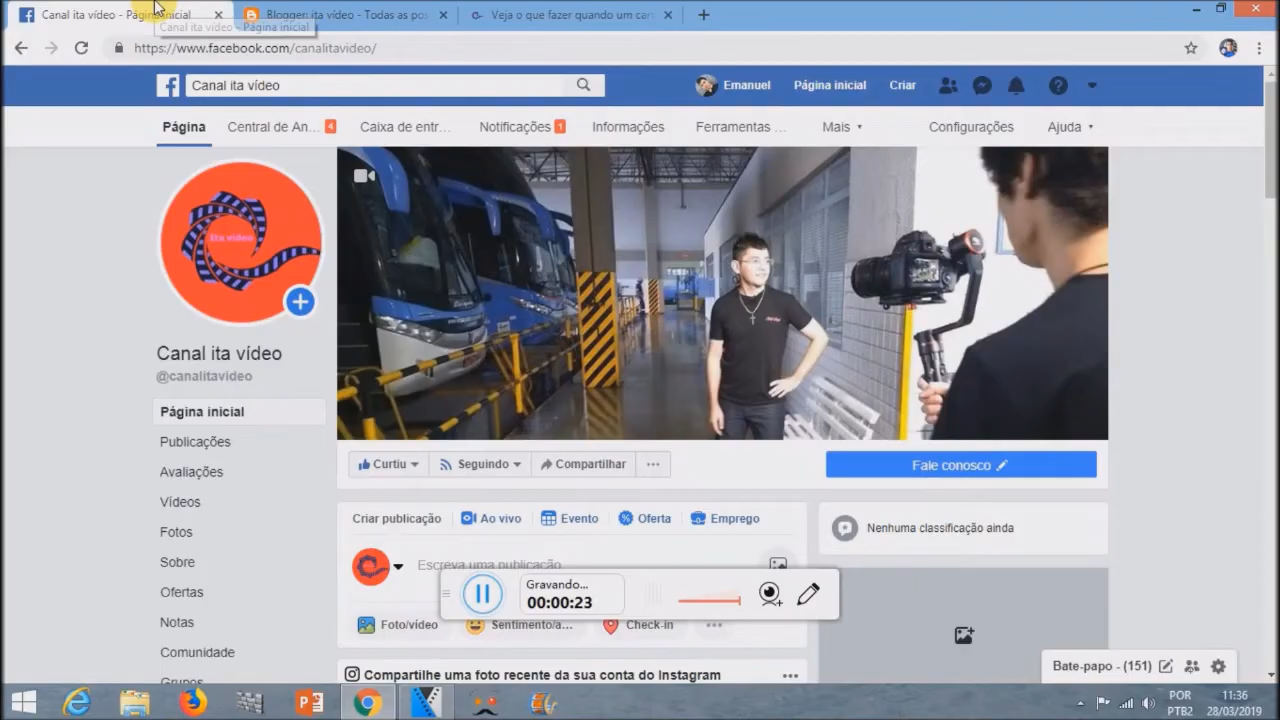 Canal ita vídeo - Página inicial
Blogger: ita vídeo - Todas as pos
Veja o que fazer quando um can
Canal ita vídeo - Página inicial
https://www.facebook.com/canalitavideo/
Canal ita vídeo
Emanuel
Página inicial
Criar
Página
Central de An... 4
Caixa de entr...
Notificações 1
Informações
Ferramentas ...
Mais
Configurações
Ajuda
ita vídeo
Canal ita vídeo
@canalitavideo
Página inicial
Publicações
Avaliações
Vídeos
Fotos
Sobre
Ofertas
Notas
Comunidade
Grupos
Curtiu
Seguindo
Compartilhar
Fale conosco
Criar publicação
Ao vivo
Evento
Oferta
Emprego
Escreva uma publicação
Gravando...
00:00:23
Foto/vídeo
Sentimento/a...
Check-in
Compartilhe uma foto recente da sua conta do Instagram
Nenhuma classificação ainda
Bate-papo - (151)
POR
PTB2
11:36
28/03/2019